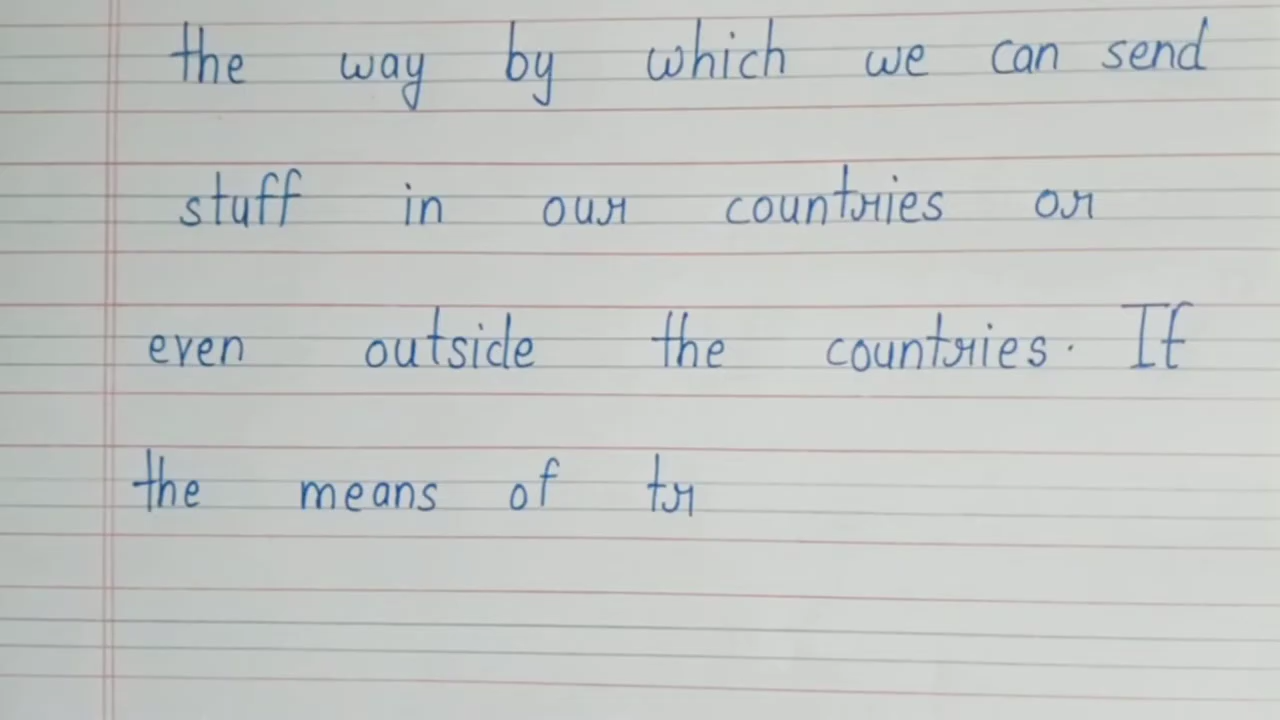 the way by which we can send
stuff in our countries or
even outside the countries. If
the means of tr